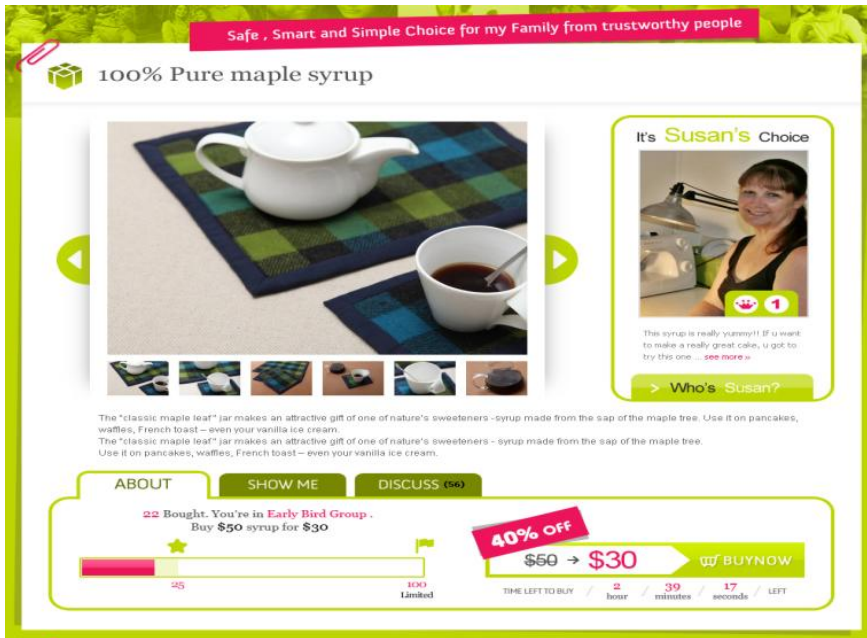 Safe , Smart and Simple Choice for my Family from trustworthy people
100% Pure maple syrup
It's Susan's Choice
1
This syrup is really yummy!! IF u want
to make a really great cake, u got to
try this one ... see more »
> Who's Susan?
The "classic maple leaf" jar makes an attractive gift of one of nature's sweeteners -syrup made from the sap of the maple tree. Use it on pancakes,
waffles, French toast – even your vanilla ice cream.
The "classic maple leaf" jar makes an attractive gift of one of nature's sweeteners - syrup made from the sap of the maple tree.
Use it on pancakes, waffles, French toast – even your vanilla ice cream.
ABOUT
SHOW ME
DISCUSS (56)
22 Bought. You're in Early Bird Group .
Buy $50 syrup for $30
25
100
Limited
40% OFF
$50 → $30
BUYNOW
TIME LEFT TO BUY / 2 hour / 39 minutes / 17 seconds / LEFT